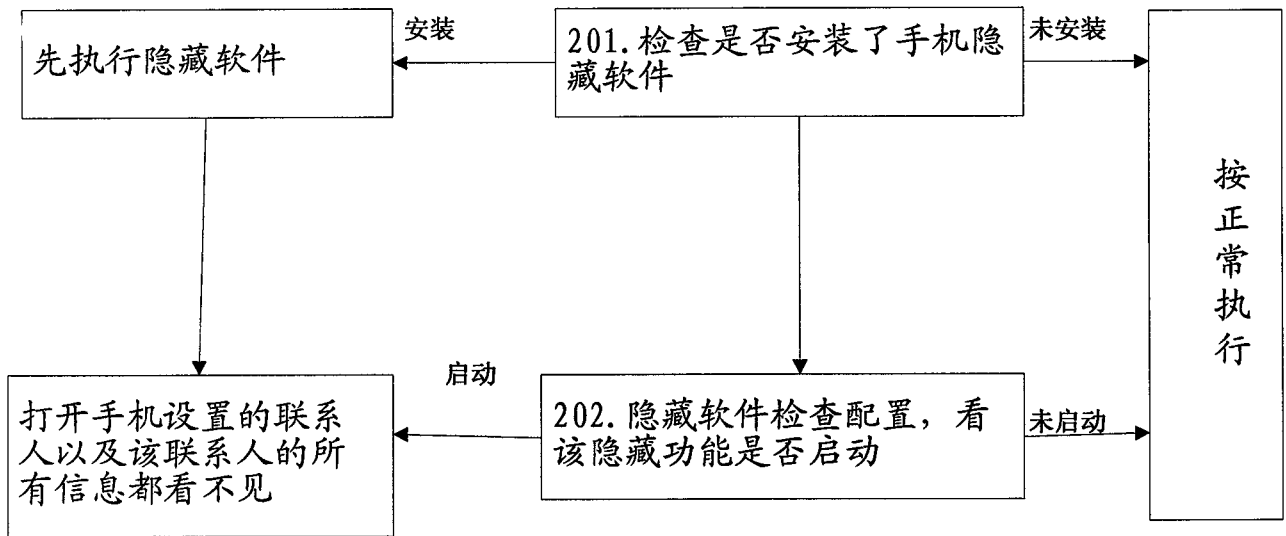 先执行隐藏软件
安装
201.检查是否安装了手机隐
藏软件
未安装
按
正
常
执
行
打开手机设置的联系
人以及该联系人的所
有信息都看不见
启动
202.隐藏软件检查配置，看
该隐藏功能是否启动
未启动